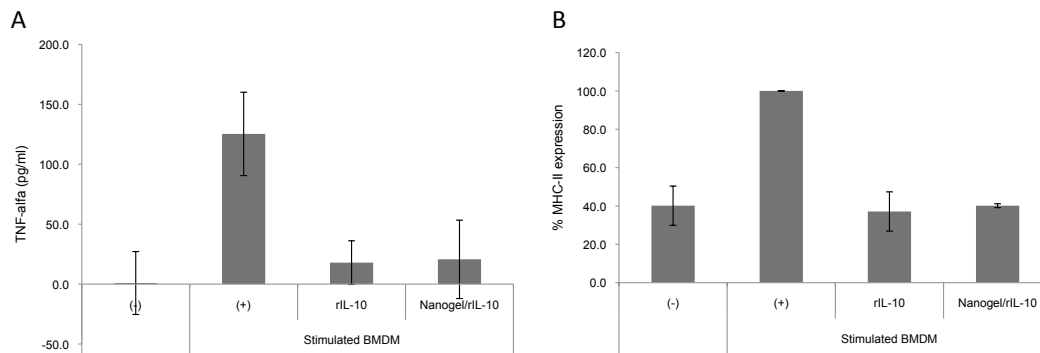 A
200.0
150.0
100.0
50.0
0.0
-50.0
TNF-alfa (pg/ml)
(-)
(+)
rIL-10
Nanogel/rIL-10
Stimulated BMDM
B
120.0
100.0
80.0
60.0
40.0
20.0
0.0
% MHC-II expression
(-)
(+)
rIL-10
Nanogel/rIL-10
Stimulated BMDM